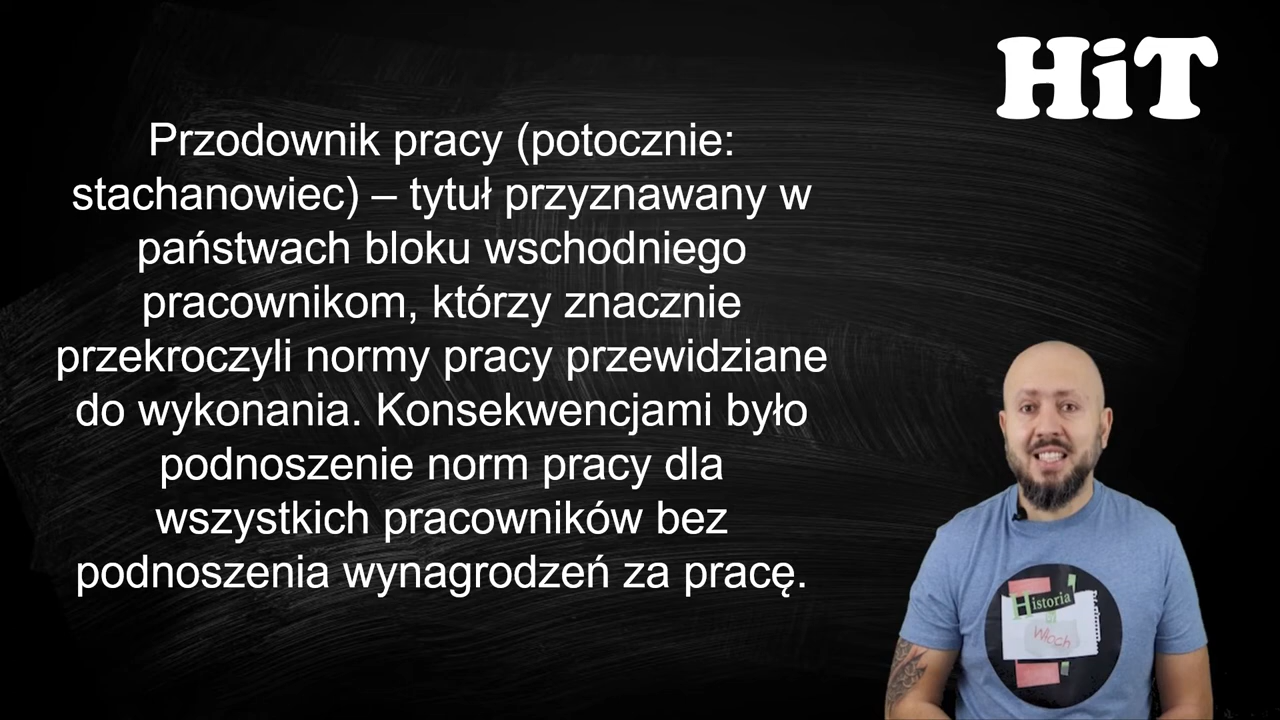 HiT
Przodownik pracy (potocznie:
stachanowiec) – tytuł przyznawany w
państwach bloku wschodniego
pracownikom, którzy znacznie
przekroczyli normy pracy przewidziane
do wykonania. Konsekwencjami było
podnoszenie norm pracy dla
wszystkich pracowników bez
podnoszenia wynagrodzeń za pracę.
Historia
Włoch